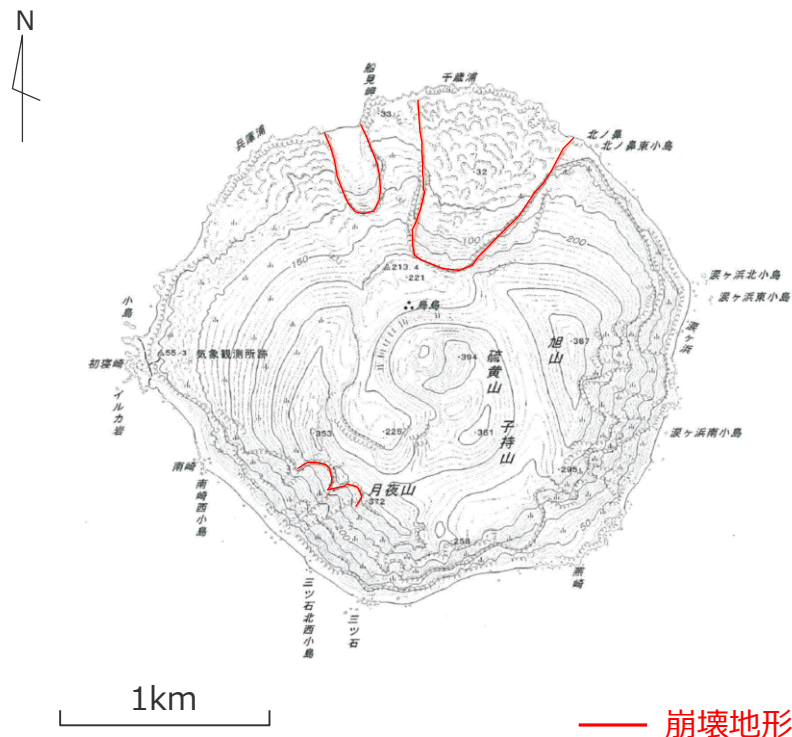 N
船見岬
千歳浦
・33
兵庫浦
北ノ鼻
北ノ鼻東小島
32
100
200
150
△213.4
・221
鳥島
涙ヶ浜北小島
涙ヶ浜東小島
涙ヶ浜
小島
△55.3
気象観測所跡
初寝崎
イルカ岩
・394
硫黄山
旭山
・387
子持山
・361
・353
・225
涙ヶ浜南小島
南崎
南崎西小島
月夜山
・372
・295
200
・258
50
燕崎
三ツ石北西小島
三ツ石
1km
崩壊地形